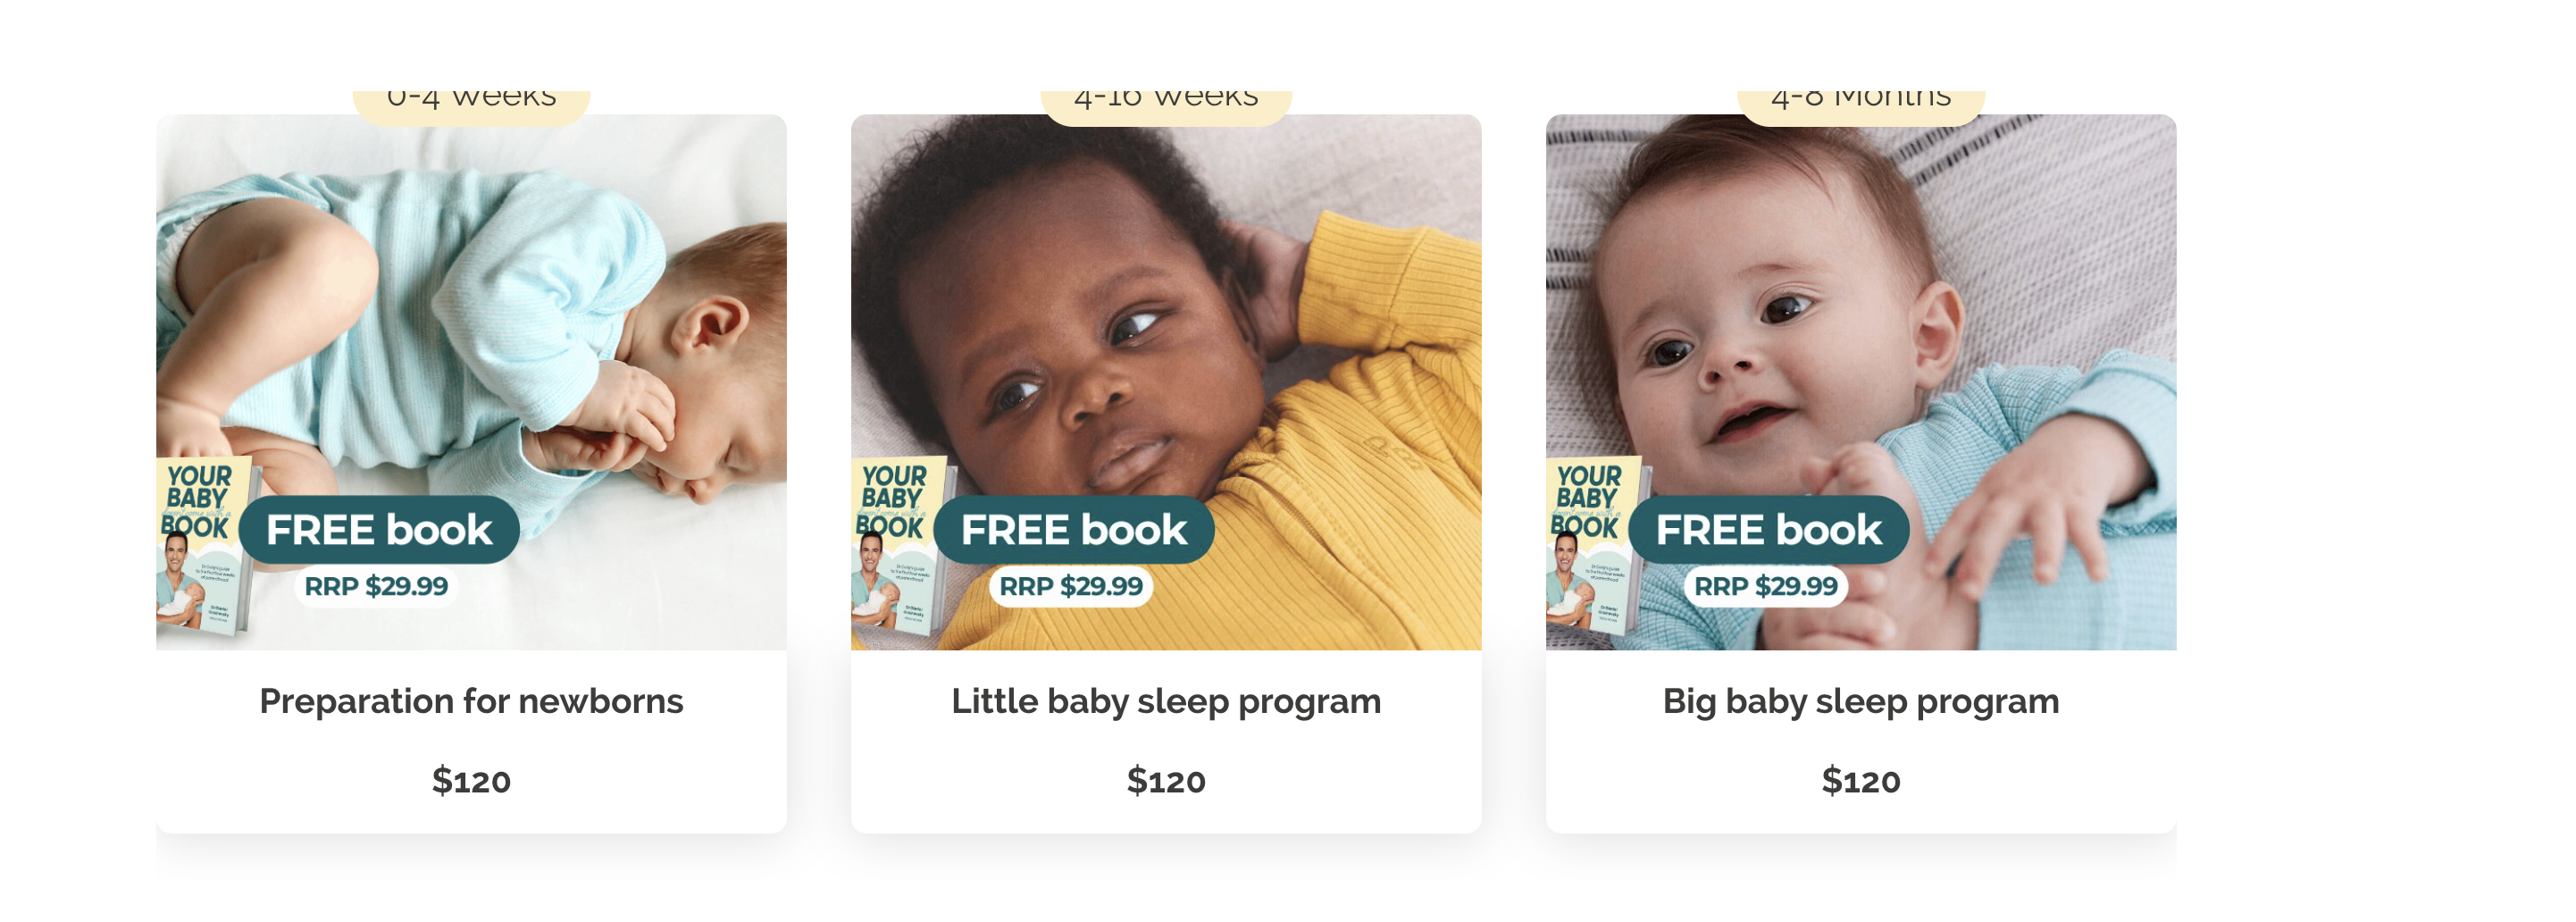 0-4 Weeks
4-16 Weeks
4-8 Months
YOUR
BABY
BOOK
FREE book
RRP $29.99
YOUR
BABY
BOOK
FREE book
RRP $29.99
YOUR
BABY
BOOK
FREE book
RRP $29.99
Preparation for newborns
Little baby sleep program
Big baby sleep program
$120
$120
$120